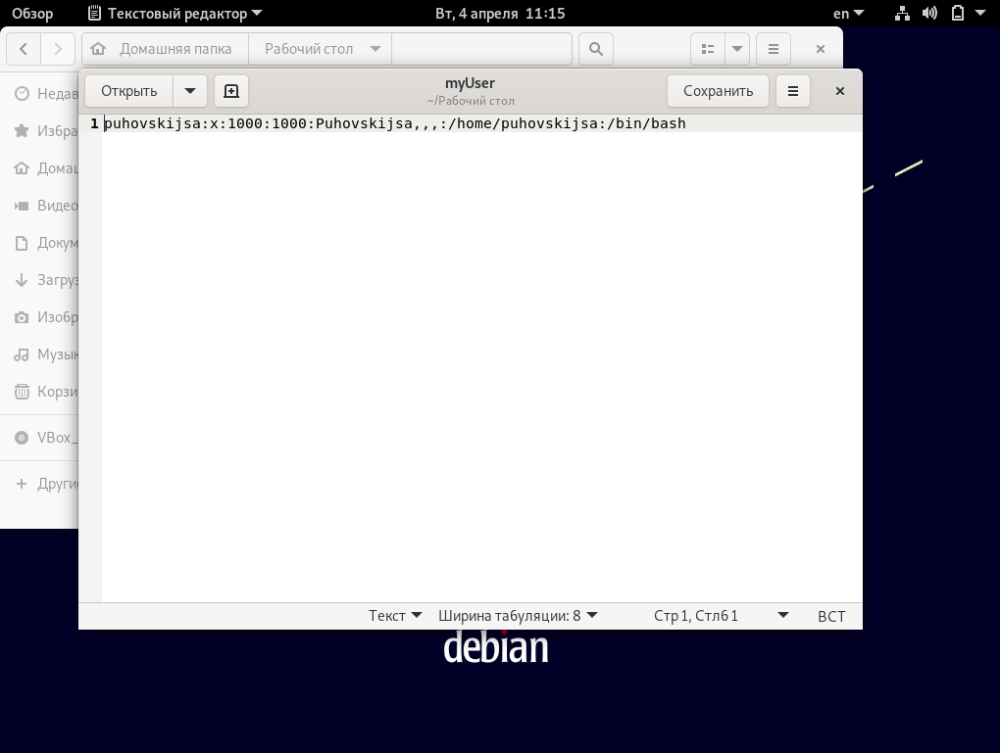 Обзор
Текстовый редактор
Вт, 4 апреля 11:15
en
Домашняя папка
Рабочий стол
Открыть
myUser
~/Рабочий стол
Сохранить
Недав
Избра
Домаш
Видео
Докум
Загруз
Изобр
Музык
Корзи
VBox_
Другие
1 puhovskijsa:x:1000:1000:Puhovskijsa,,,:/home/puhovskijsa:/bin/bash
Текст
Ширина табуляции: 8
Стр 1, Стлб 1
ВСТ
debian